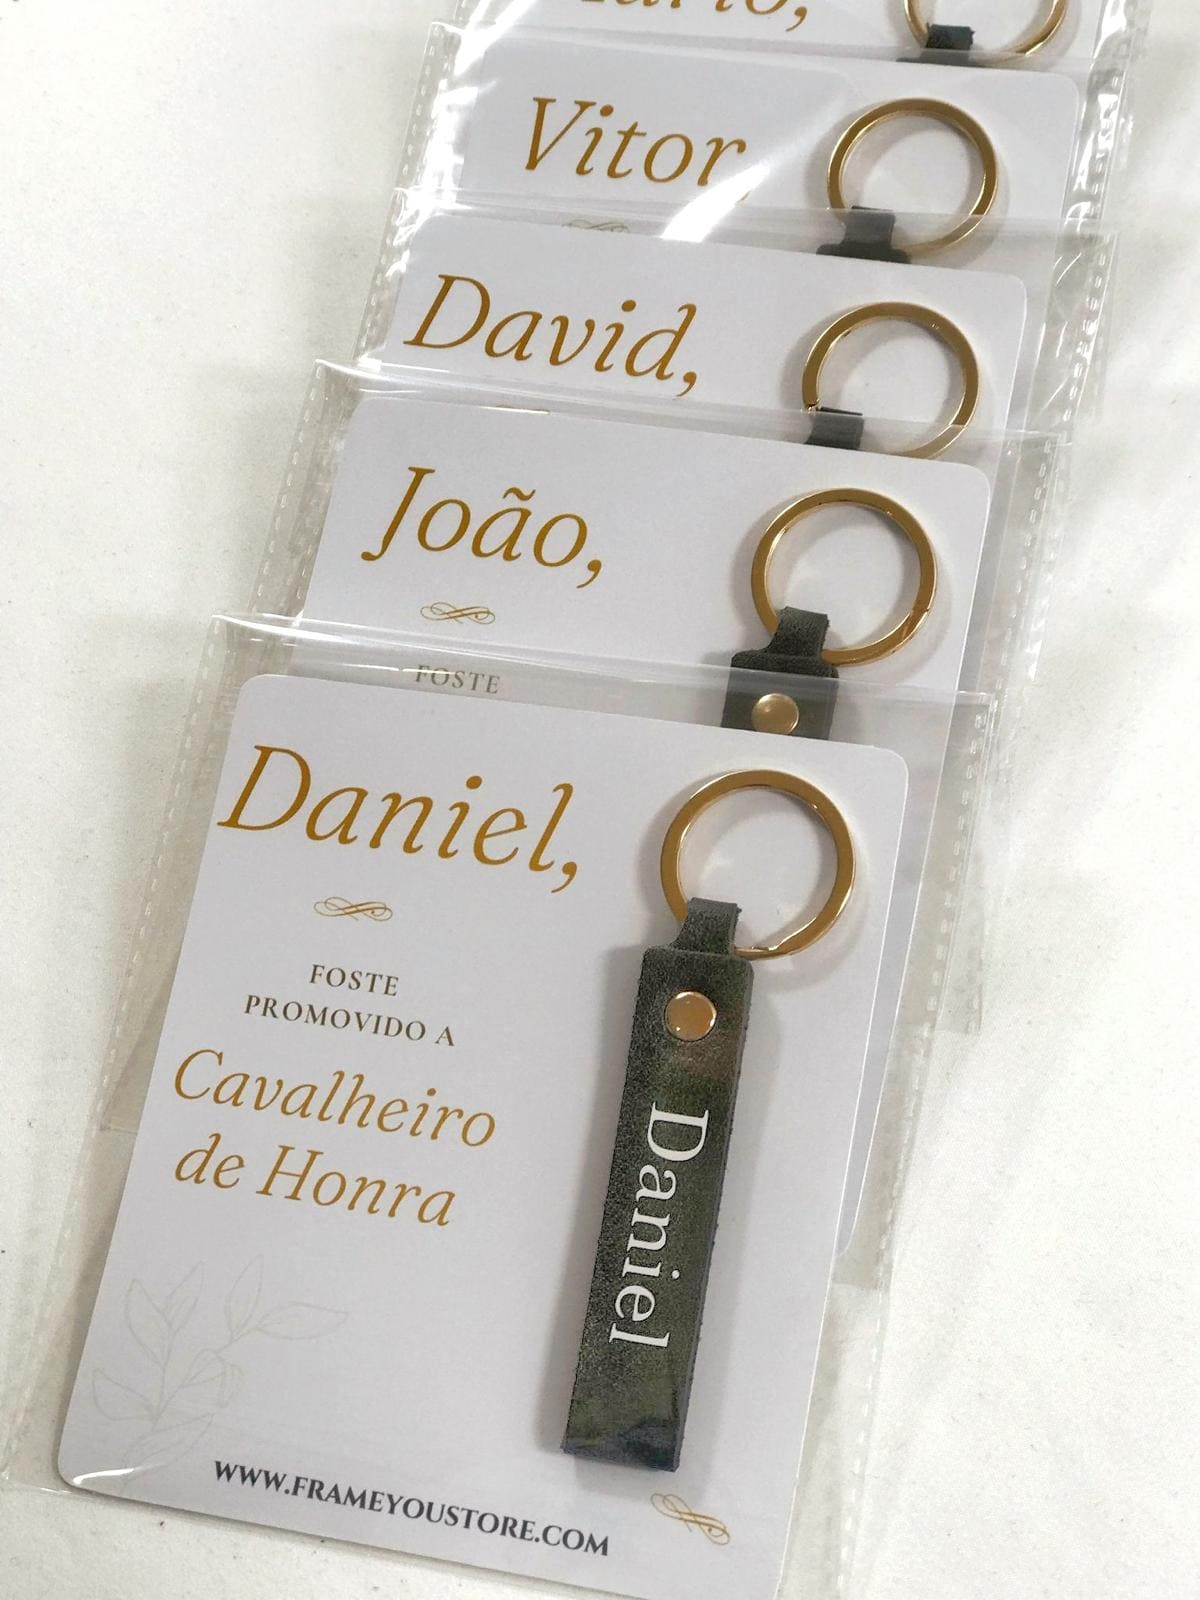 Vitor,
David,
João,
FOSTE
Daniel,
FOSTE
PROMOVIDO A
Cavalheiro
de Honra
Daniel
WWW.FRAMEYOUSTORE.COM